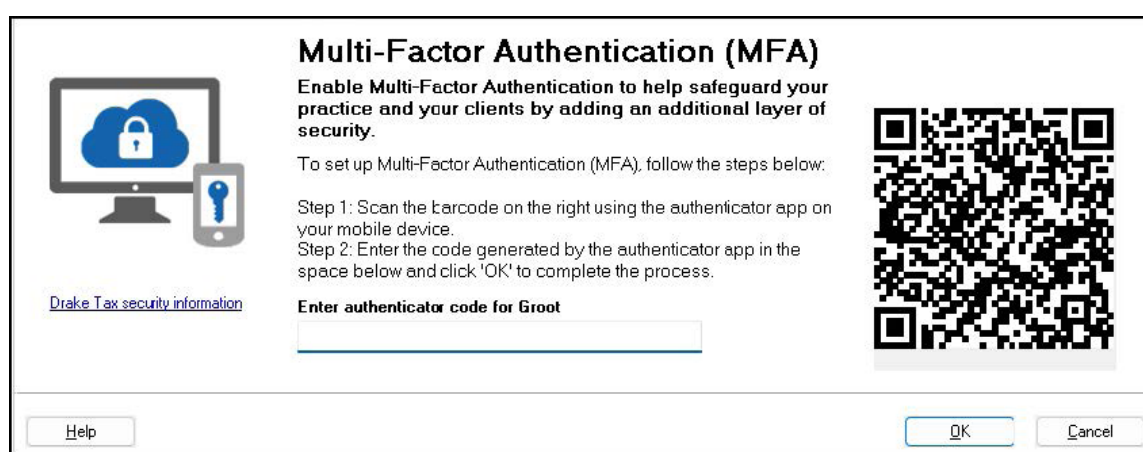 Multi-Factor Authentication (MFA)
Enable Multi-Factor Authentication to help safeguard your
practice and your clients by adding an additional layer of
security.
To set up Multi-Factor Authentication (MFA), follow the steps below:
Step 1: Scan the barcode on the right using the authenticator app on
your mobile device.
Step 2: Enter the code generated by the authenticator app in the
space below and click 'OK' to complete the process.
Drake Tax security information
Enter authenticator code for Groot
Help
OK
Cancel